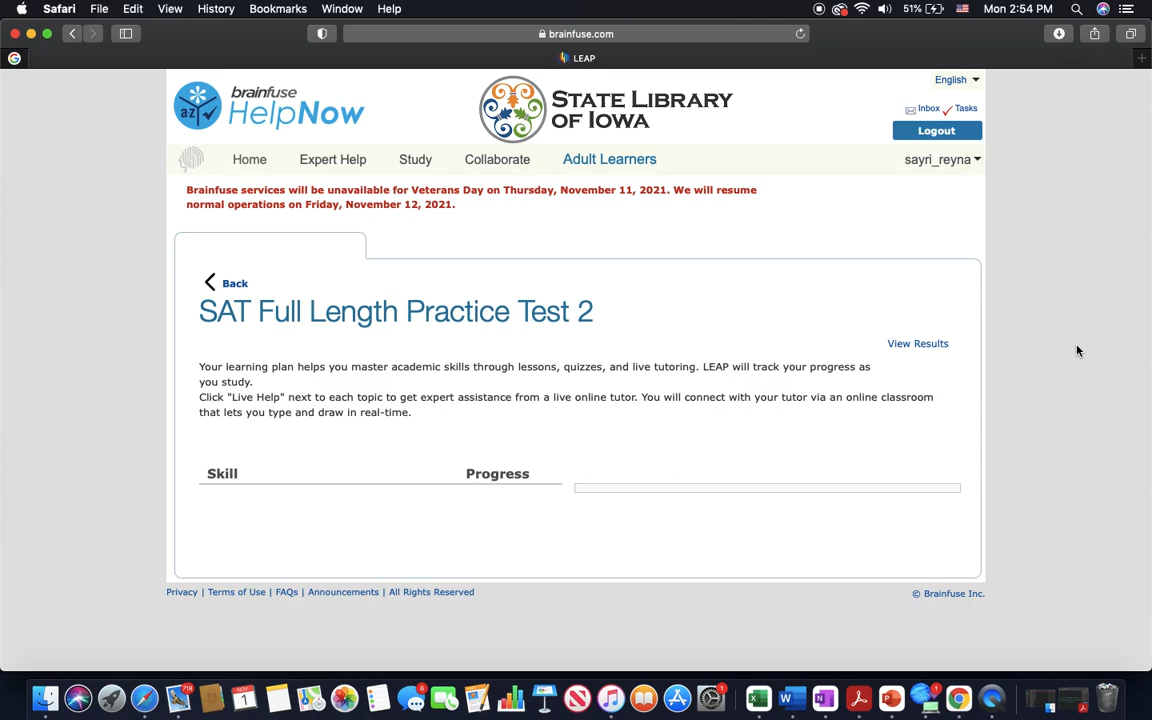 Safari File Edit View History Bookmarks Window Help 51% Mon 2:54 PM
brainfuse.com
LEAP
English
brainfuse
HelpNow
a-z
STATE LIBRARY
OF IOWA
Inbox Tasks
Logout
Home Expert Help Study Collaborate Adult Learners sayri_reyna
Brainfuse services will be unavailable for Veterans Day on Thursday, November 11, 2021. We will resume
normal operations on Friday, November 12, 2021.
Back
SAT Full Length Practice Test 2
View Results
Your learning plan helps you master academic skills through lessons, quizzes, and live tutoring. LEAP will track your progress as
you study.
Click "Live Help" next to each topic to get expert assistance from a live online tutor. You will connect with your tutor via an online classroom
that lets you type and draw in real-time.
Skill Progress
Privacy | Terms of Use | FAQs | Announcements | All Rights Reserved
© Brainfuse Inc.
718 NOV 1 6 1 1